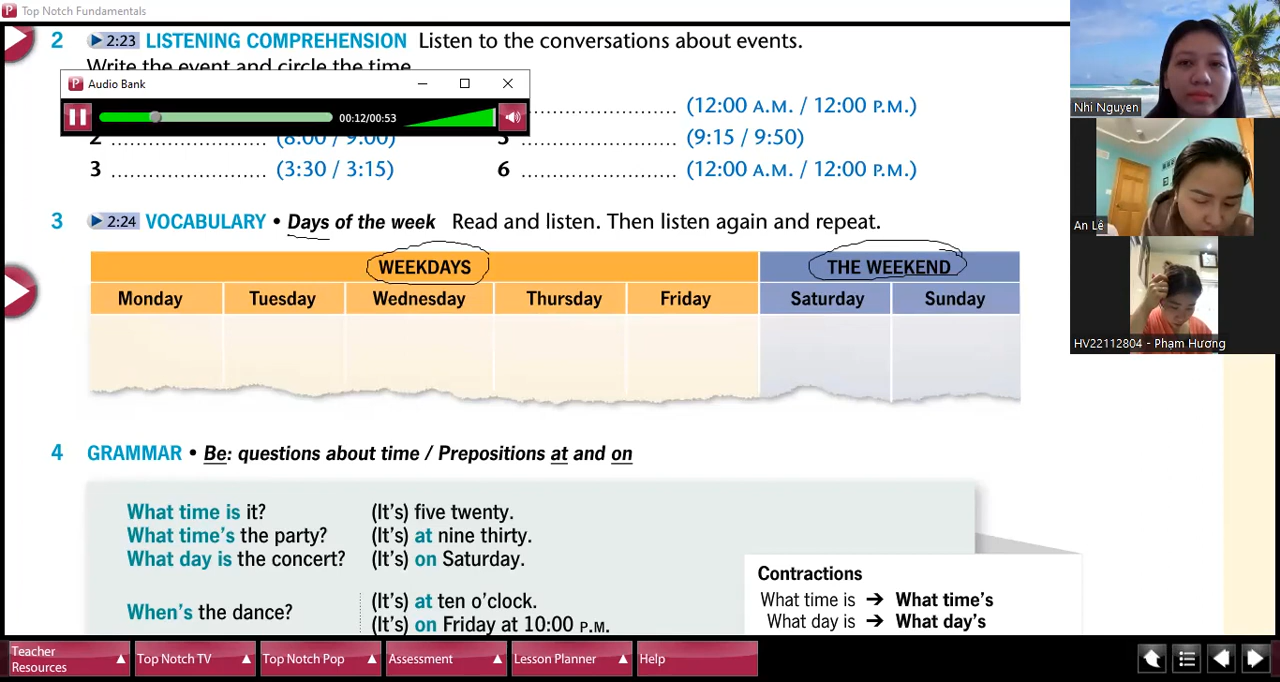 Top Notch Fundamentals
2 2:23 LISTENING COMPREHENSION Listen to the conversations about events.
Write the event and circle the time.
Audio Bank
00:12/00:53
(12:00 A.M. / 12:00 P.M.)
2 ........................ (8:00 / 9:00)
5 ........................ (9:15 / 9:50)
3 ........................ (3:30 / 3:15)
6 ........................ (12:00 A.M. / 12:00 P.M.)
3 2:24 VOCABULARY • Days of the week Read and listen. Then listen again and repeat.
WEEKDAYS THE WEEKEND
Monday Tuesday Wednesday Thursday Friday Saturday Sunday
4 GRAMMAR • Be: questions about time / Prepositions at and on
What time is it? (It's) five twenty.
What time's the party? (It's) at nine thirty.
What day is the concert? (It's) on Saturday.
When's the dance? (It's) at ten o'clock.
(It's) on Friday at 10:00 P.M.
Contractions
What time is → What time's
What day is → What day's
Teacher Resources
Top Notch TV
Top Notch Pop
Assessment
Lesson Planner
Help
Nhí Nguyen
An Lê
HV22112804 - Phạm Hương